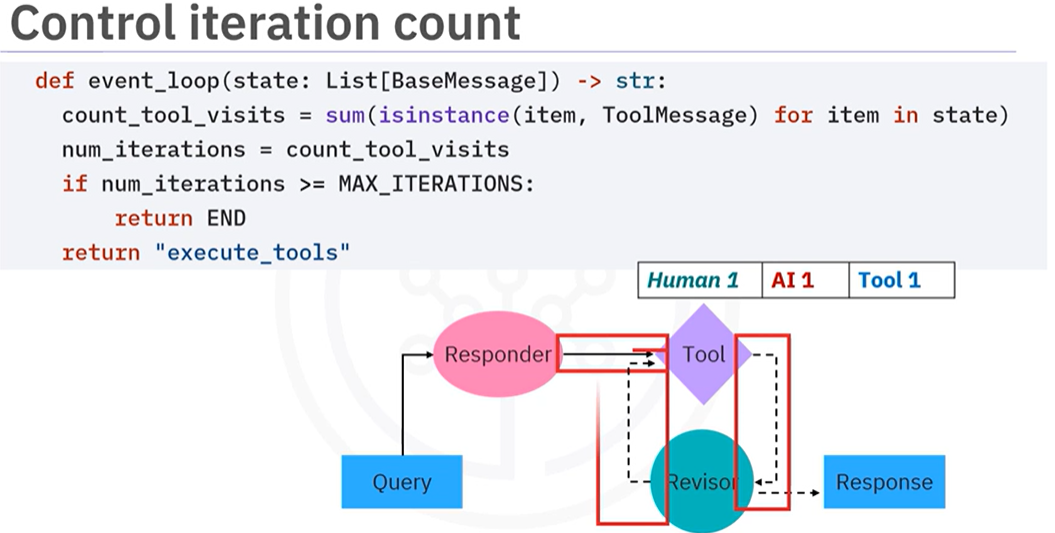 Control iteration count
def event_loop(state: List[BaseMessage]) -> str:
count_tool_visits = sum(isinstance(item, ToolMessage) for item in state)
num_iterations = count_tool_visits
if num_iterations >= MAX_ITERATIONS:
return END
return "execute_tools"
Human 1 AI 1 Tool 1
Responder
Tool
Query
Revisor
Response